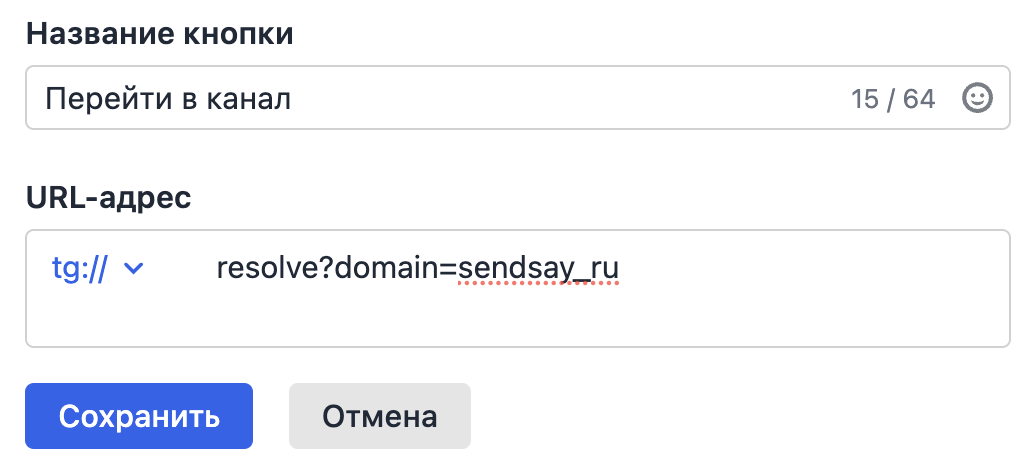 Название кнопки
Перейти в канал 15 / 64
URL-адрес
tg:// resolve?domain=sendsay_ru
Сохранить Отмена